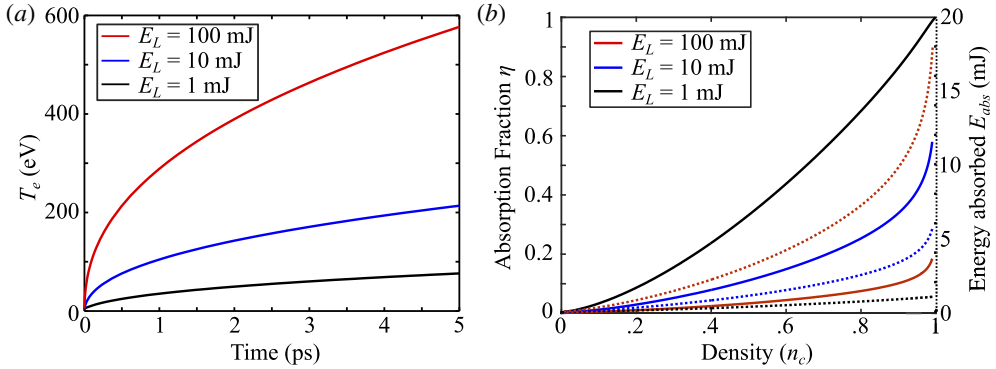 (a)
600
400
200
0
T_e (eV)
E_L = 100 mJ
E_L = 10 mJ
E_L = 1 mJ
0 1 2 3 4 5
Time (ps)
(b)
1
0.8
0.6
0.4
0.2
0
Absorption Fraction η
E_L = 100 mJ
E_L = 10 mJ
E_L = 1 mJ
0 .2 .4 .6 .8 1
Density (n_c)
20
15
10
5
0
Energy absorbed E_abs (mJ)